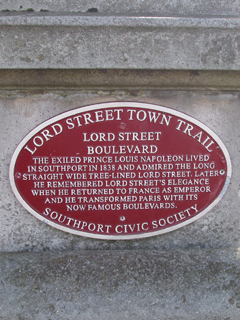 LORD STREET TOWN TRAIL
LORD STREET
BOULEVARD
THE EXILED PRINCE LOUIS NAPOLEON LIVED
IN SOUTHPORT IN 1838 AND ADMIRED THE LONG
STRAIGHT WIDE TREE-LINED LORD STREET. LATER
HE REMEMBERED LORD STREET'S ELEGANCE
WHEN HE RETURNED TO FRANCE AS EMPEROR
AND HE TRANSFORMED PARIS WITH ITS
NOW FAMOUS BOULEVARDS.
SOUTHPORT CIVIC SOCIETY